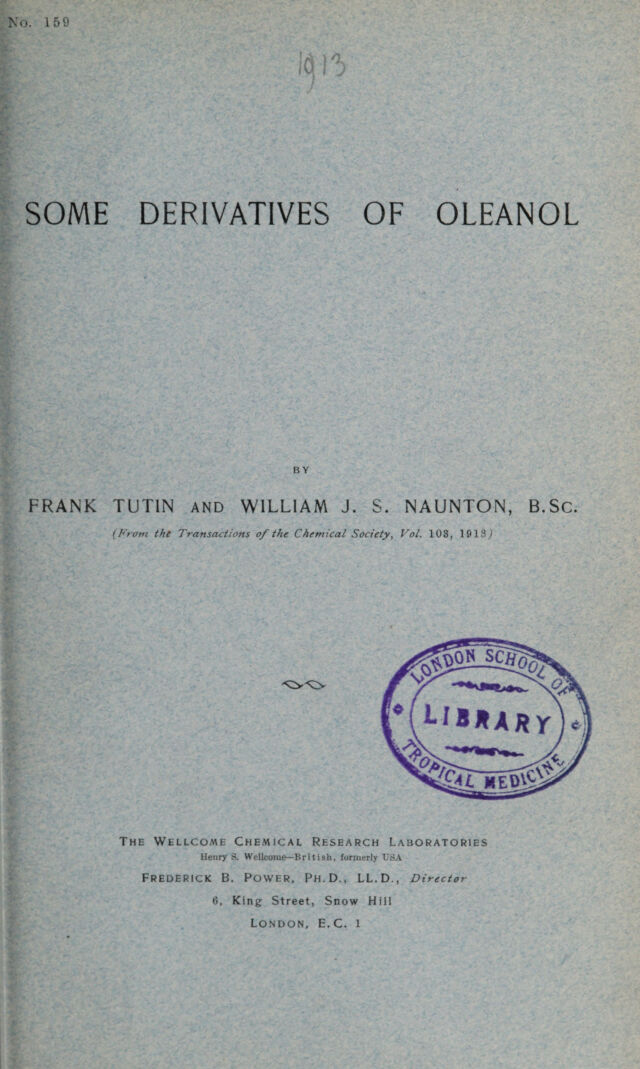 No. 159
1913
SOME DERIVATIVES OF OLEANOL
BY
FRANK TUTIN AND WILLIAM J. S. NAUNTON, B.Sc.
(From the Transactions of the Chemical Society, Vol. 103, 1913)
LONDON SCHOOL OF
LIBRARY
TROPICAL MEDICINE
THE WELLCOME CHEMICAL RESEARCH LABORATORIES
Henry S. Wellcome—British, formerly USA
FREDERICK B. POWER, PH.D., LL.D., Director
6, King Street, Snow Hill
LONDON, E.C. 1